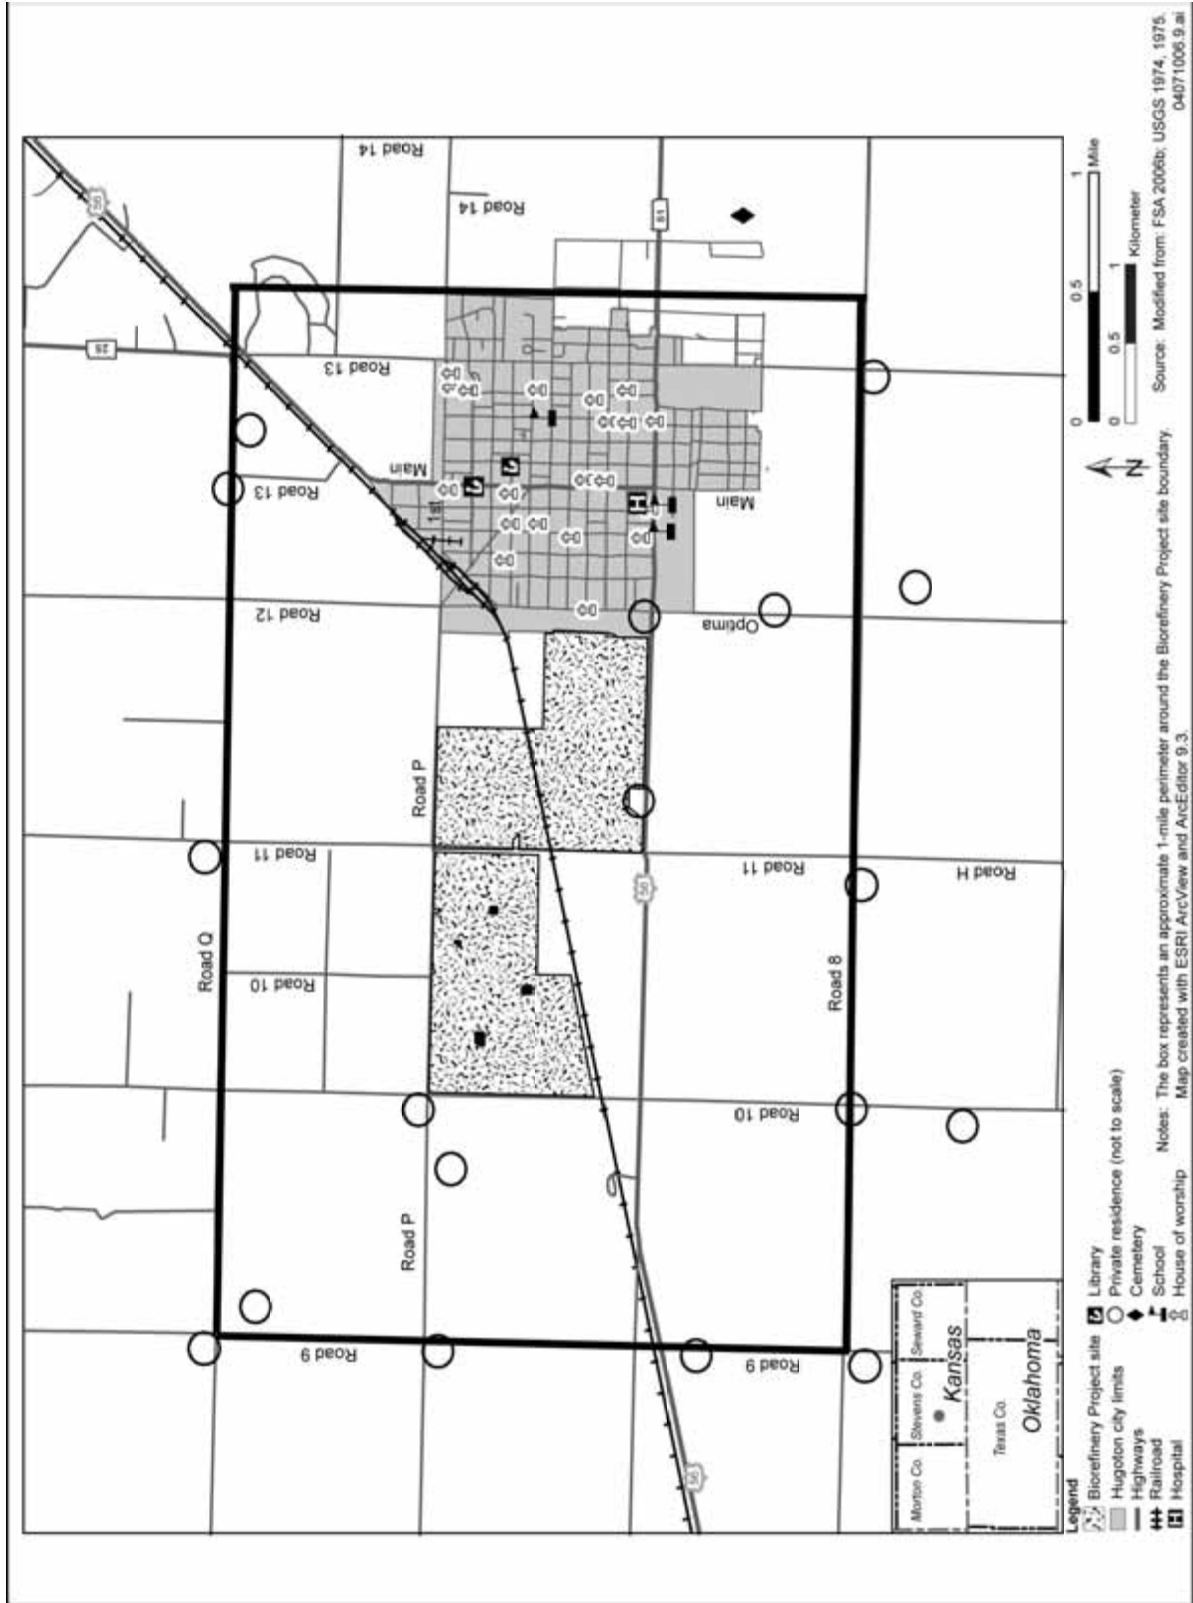 56
25
Road 14
Road 14
Road 13
Main
Road 13
1st
61
Main
Road 12
Optima
Road P
Road Q
Road 11
Road 11
Road H
56
Road 10
Road 8
Road 10
Road P
Road 9
Road 9
56
Morton Co.
Stevens Co.
Seward Co.
Kansas
Texas Co.
Oklahoma
0 0.5 1
Mile
0 0.5 1
Kilometer
N
Legend
Biorefinery Project site
Hugoton city limits
Highways
Railroad
H Hospital
Library
Private residence (not to scale)
Cemetery
School
House of worship
Notes: The box represents an approximate 1-mile perimeter around the Biorefinery Project site boundary.
Map created with ESRI ArcView and ArcEditor 9.3.
Source: Modified from: FSA 2006b; USGS 1974, 1975.
04071006.9.ai